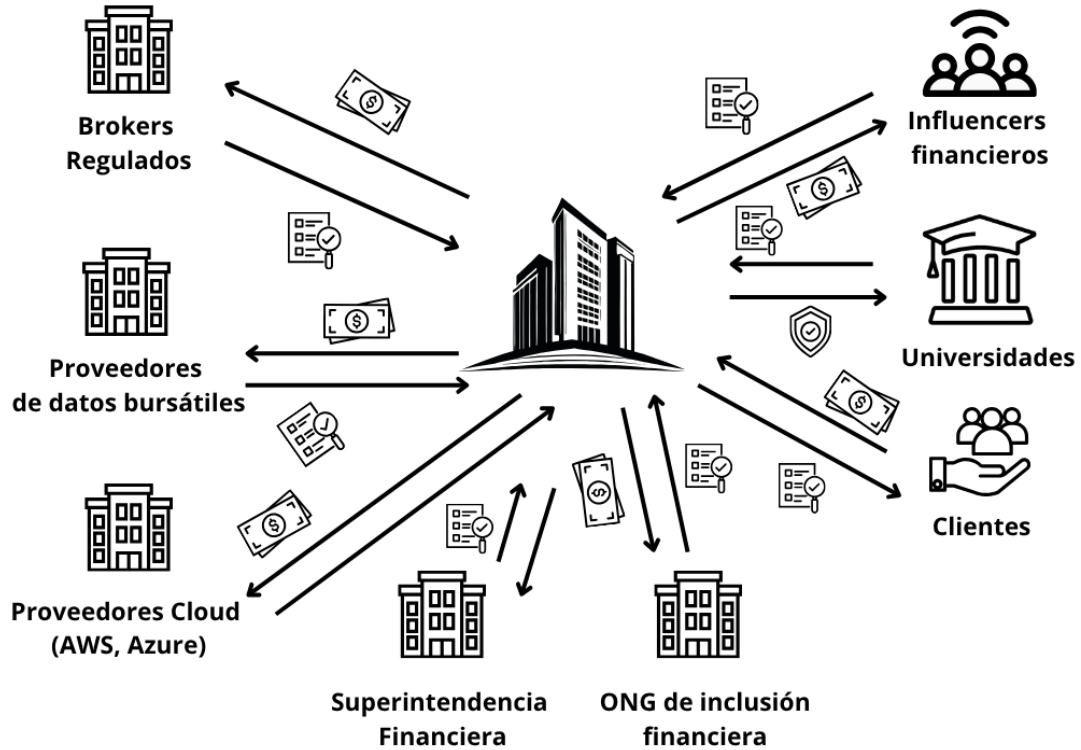 Brokers
Regulados
Influencers
financieros
Proveedores
de datos bursátiles
Universidades
Clientes
Proveedores Cloud
(AWS, Azure)
Superintendencia
Financiera
ONG de inclusión
financiera
$
$
$
$
$
$